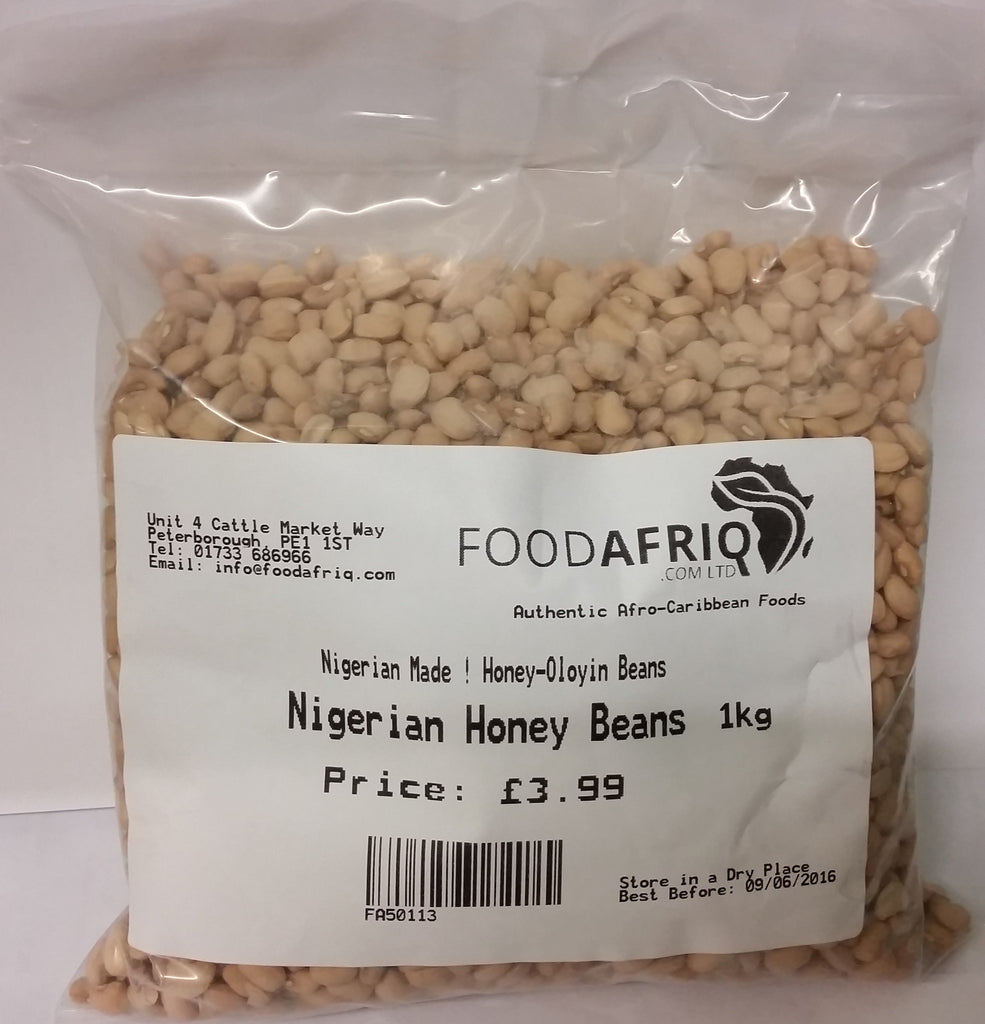 Unit 4 Cattle Market Way
Peterborough, PE1 1ST
Tel: 01733 686966
Email: info@foodafriq.com
FOODAFRIQ
.COM LTD
Authentic Afro-Caribbean Foods
Nigerian Made ! Honey-Oloyin Beans
Nigerian Honey Beans 1kg
Price: £3.99
FA50113
Store in a Dry Place
Best Before: 09/06/2016